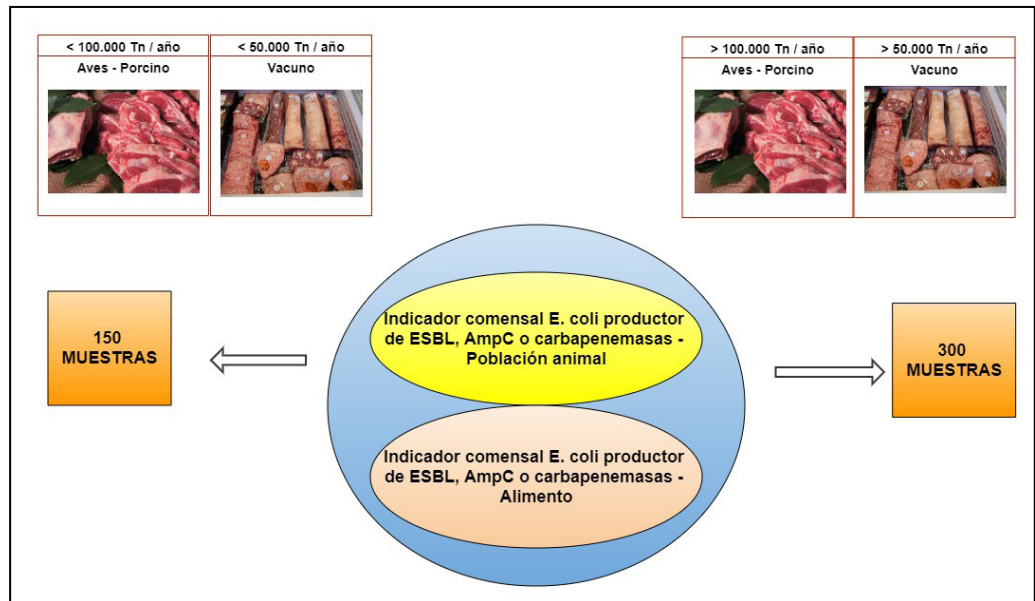 < 100.000 Tn / año
< 50.000 Tn / año
Aves - Porcino
Vacuno
> 100.000 Tn / año
> 50.000 Tn / año
Aves - Porcino
Vacuno
Indicador comensal E. coli productor
de ESBL, AmpC o carbapenemasas -
Población animal
150
MUESTRAS
300
MUESTRAS
Indicador comensal E. coli productor
de ESBL, AmpC o carbapenemasas -
Alimento